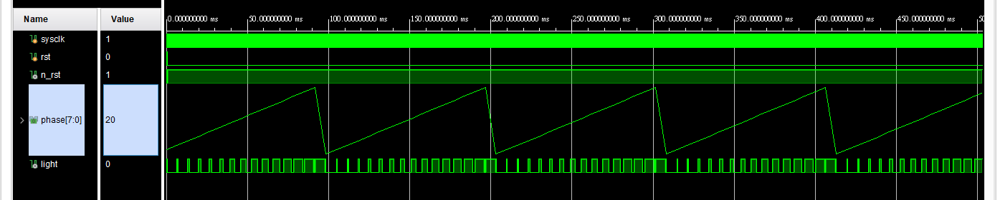 Name Value
0.000000000 ms 50.000000000 ms 100.000000000 ms 150.000000000 ms 200.000000000 ms 250.000000000 ms 300.000000000 ms 350.000000000 ms 400.000000000 ms 450.000000000 ms
sysclk 1
rst 0
n_rst 1
phase[7:0] 20
light 0